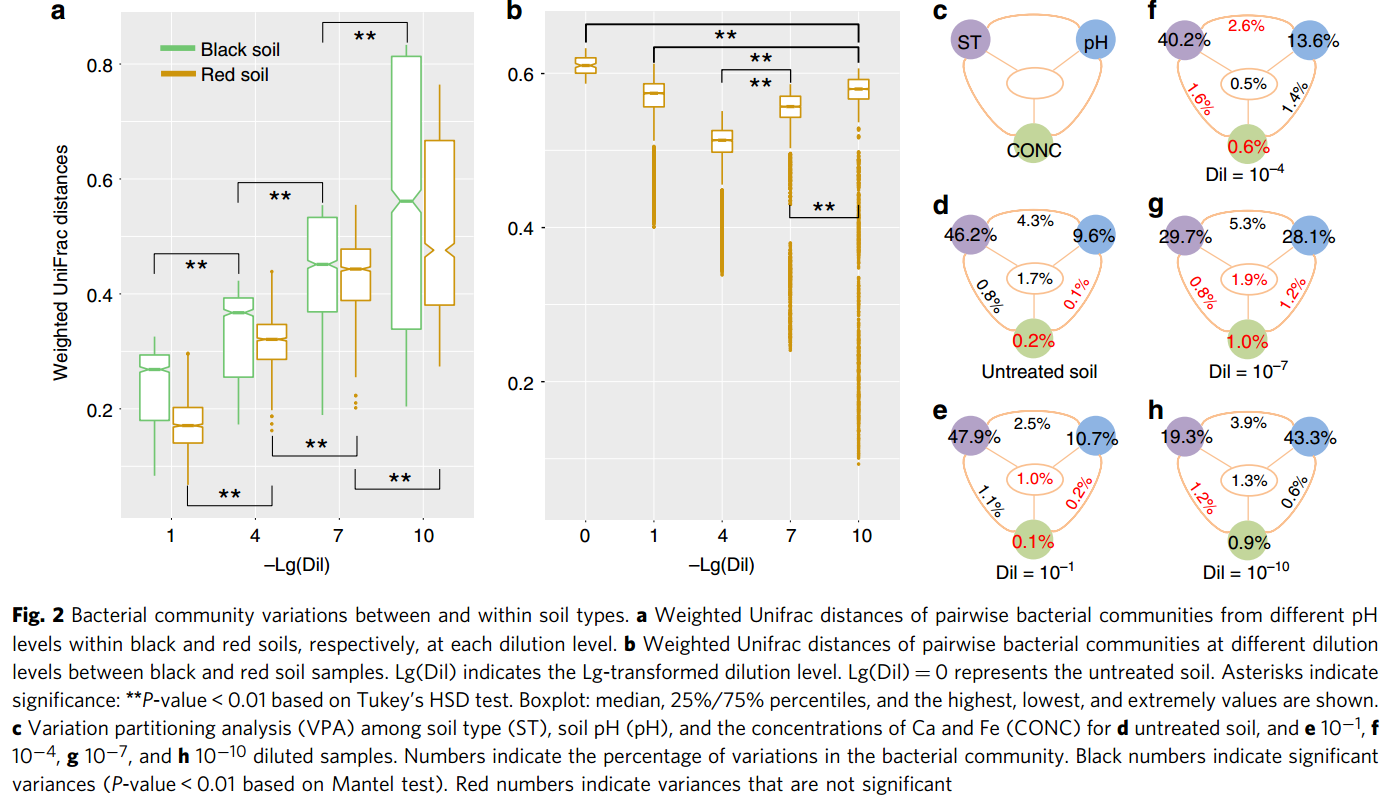 a
Black soil
Red soil
**
**
**
**
**
**
Weighted UniFrac distances
0.8
0.6
0.4
0.2
1
4
7
10
–Lg(Dil)
b
**
**
**
**
0.6
0.4
0.2
0
1
4
7
10
–Lg(Dil)
c
ST
pH
CONC
d
46.2%
4.3%
9.6%
1.7%
0.8%
0.1%
0.2%
Untreated soil
e
47.9%
2.5%
10.7%
1.0%
1.1%
0.2%
0.1%
Dil = 10⁻¹
f
40.2%
2.6%
13.6%
0.5%
1.6%
1.4%
0.6%
Dil = 10⁻⁴
g
29.7%
5.3%
28.1%
1.9%
0.8%
1.2%
1.0%
Dil = 10⁻⁷
h
19.3%
3.9%
43.3%
1.3%
1.2%
0.6%
0.9%
Dil = 10⁻¹⁰
Fig. 2 Bacterial community variations between and within soil types. a Weighted Unifrac distances of pairwise bacterial communities from different pH
levels within black and red soils, respectively, at each dilution level. b Weighted Unifrac distances of pairwise bacterial communities at different dilution
levels between black and red soil samples. Lg(Dil) indicates the Lg-transformed dilution level. Lg(Dil) = 0 represents the untreated soil. Asterisks indicate
significance: **P-value < 0.01 based on Tukey's HSD test. Boxplot: median, 25%/75% percentiles, and the highest, lowest, and extremely values are shown.
c Variation partitioning analysis (VPA) among soil type (ST), soil pH (pH), and the concentrations of Ca and Fe (CONC) for d untreated soil, and e 10⁻¹, f
10⁻⁴, g 10⁻⁷, and h 10⁻¹⁰ diluted samples. Numbers indicate the percentage of variations in the bacterial community. Black numbers indicate significant
variances (P-value < 0.01 based on Mantel test). Red numbers indicate variances that are not significant